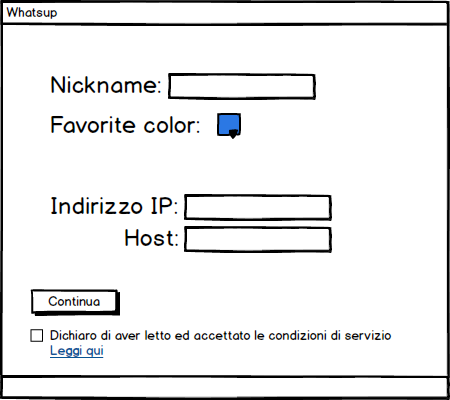 Whatsup
Nickname:
Favorite color:
Indirizzo IP:
Host:
Continua
Dichiaro di aver letto ed accettato le condizioni di servizio
Leggi qui